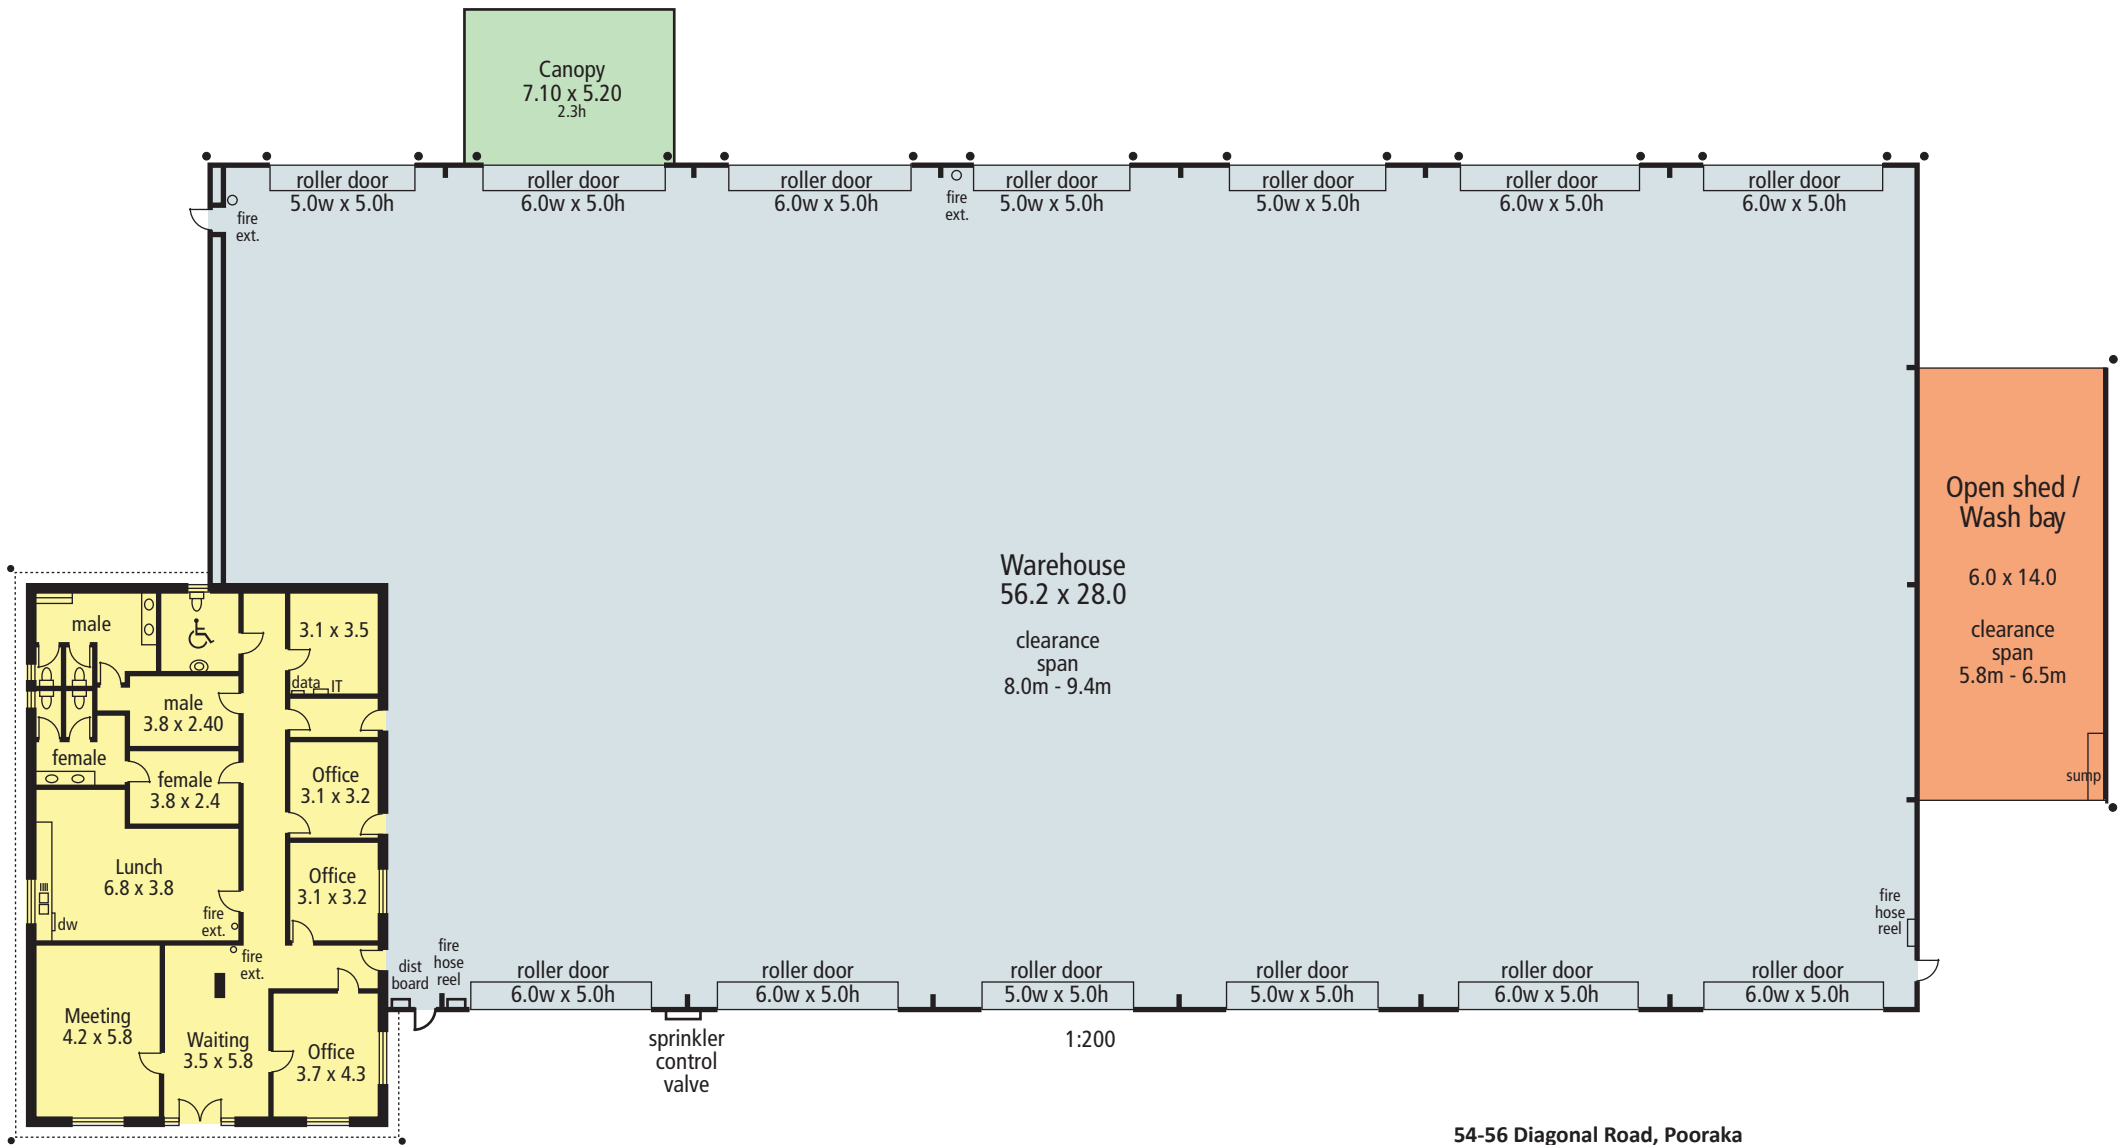 Canopy
7.10 x 5.20
2.3h
roller door
5.0w x 5.0h
roller door
6.0w x 5.0h
roller door
6.0w x 5.0h
roller door
5.0w x 5.0h
roller door
5.0w x 5.0h
roller door
6.0w x 5.0h
roller door
6.0w x 5.0h
fire
ext.
fire
ext.
Warehouse
56.2 x 28.0
clearance
span
8.0m - 9.4m
Open shed /
Wash bay
6.0 x 14.0
clearance
span
5.8m - 6.5m
sump
male
3.1 x 3.5
data
IT
male
3.8 x 2.40
female
female
3.8 x 2.4
Office
3.1 x 3.2
Lunch
6.8 x 3.8
dw
fire
ext.
Office
3.1 x 3.2
fire
ext.
Meeting
4.2 x 5.8
Waiting
3.5 x 5.8
Office
3.7 x 4.3
dist
board
fire
hose
reel
fire
hose
reel
roller door
6.0w x 5.0h
roller door
6.0w x 5.0h
roller door
5.0w x 5.0h
roller door
5.0w x 5.0h
roller door
6.0w x 5.0h
roller door
6.0w x 5.0h
sprinkler
control
valve
1:200
54-56 Diagonal Road, Pooraka